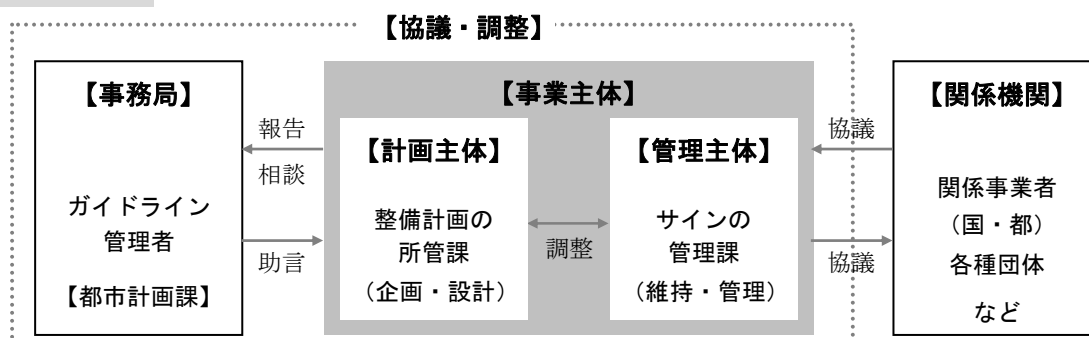 【協議・調整】
【事務局】
ガイドライン
管理者
【都市計画課】
報告
相談
助言
【事業主体】
【計画主体】
整備計画の
所管課
（企画・設計）
調整
【管理主体】
サインの
管理課
（維持・管理）
協議
協議
【関係機関】
関係事業者
（国・都）
各種団体
など